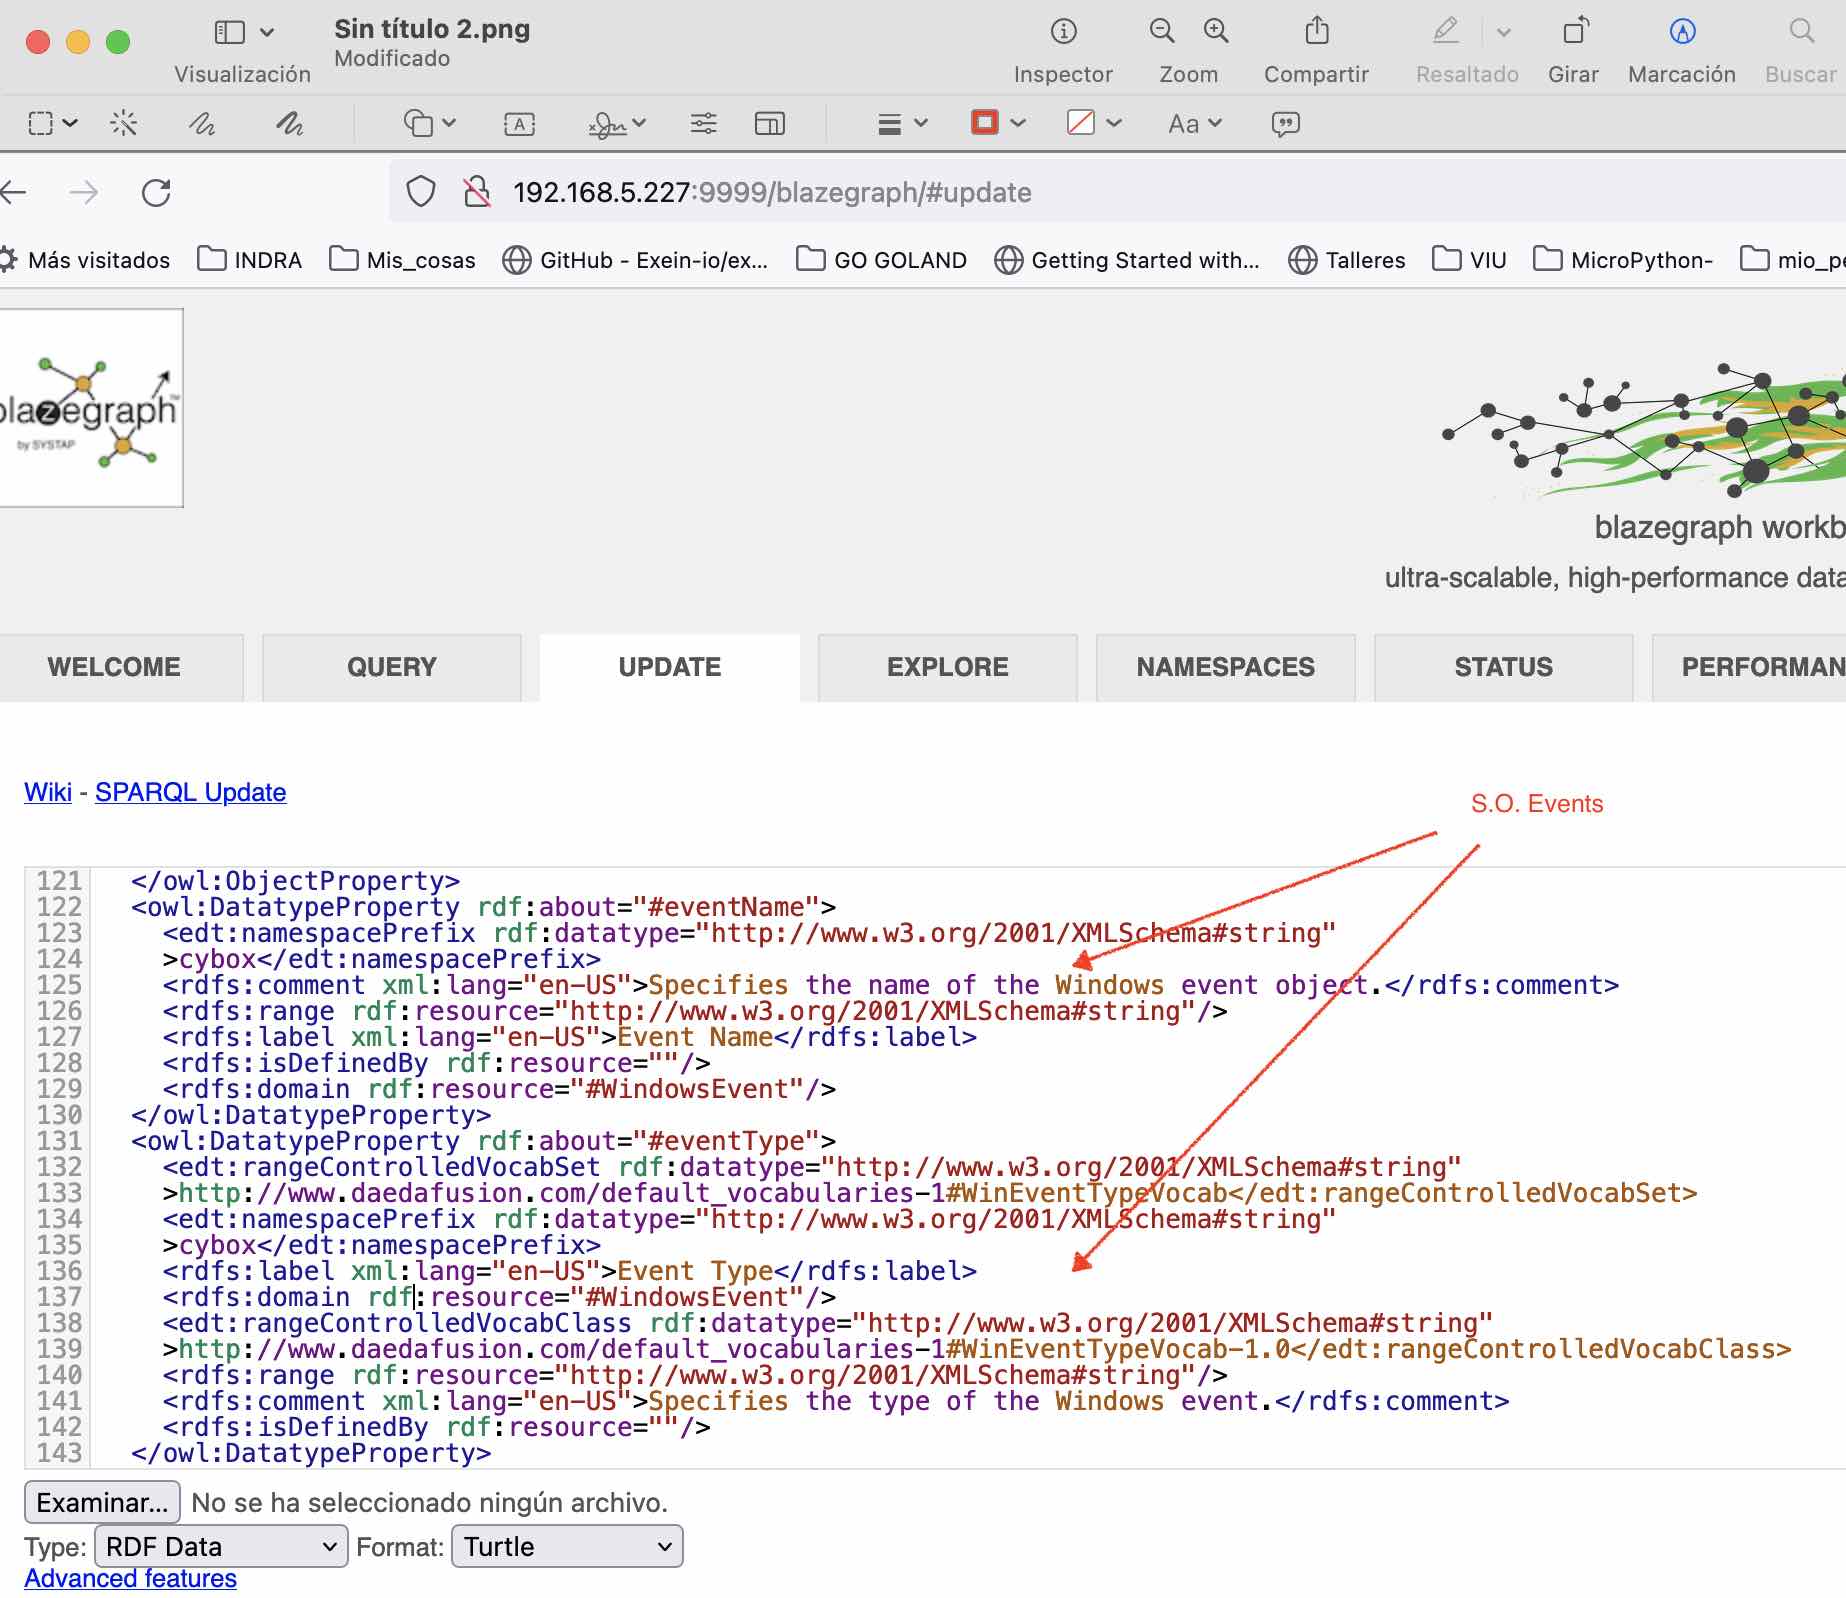 Sin título 2.png
Modificado
Visualización
Inspector
Zoom
Compartir
Resaltado
Girar
Marcación
Buscar
A
Aa
192.168.5.227:9999/blazegraph/#update
Más visitados
INDRA
Mis_cosas
GitHub - Exein-io/ex...
GO GOLAND
Getting Started with...
Talleres
VIU
MicroPython-
mio_pe
blazegraph™
by SYSTAP
blazegraph workb
ultra-scalable, high-performance data
WELCOME
QUERY
UPDATE
EXPLORE
NAMESPACES
STATUS
PERFORMAN
Wiki - SPARQL Update
S.O. Events
121 </owl:ObjectProperty>
122 <owl:DatatypeProperty rdf:about="#eventName">
123 <edt:namespacePrefix rdf:datatype="http://www.w3.org/2001/XMLSchema#string"
124 >cybox</edt:namespacePrefix>
125 <rdfs:comment xml:lang="en-US">Specifies the name of the Windows event object.</rdfs:comment>
126 <rdfs:range rdf:resource="http://www.w3.org/2001/XMLSchema#string"/>
127 <rdfs:label xml:lang="en-US">Event Name</rdfs:label>
128 <rdfs:isDefinedBy rdf:resource=""/>
129 <rdfs:domain rdf:resource="#WindowsEvent"/>
130 </owl:DatatypeProperty>
131 <owl:DatatypeProperty rdf:about="#eventType">
132 <edt:rangeControlledVocabSet rdf:datatype="http://www.w3.org/2001/XMLSchema#string"
133 >http://www.daedafusion.com/default_vocabularies-1#WinEventTypeVocab</edt:rangeControlledVocabSet>
134 <edt:namespacePrefix rdf:datatype="http://www.w3.org/2001/XMLSchema#string"
135 >cybox</edt:namespacePrefix>
136 <rdfs:label xml:lang="en-US">Event Type</rdfs:label>
137 <rdfs:domain rdf:resource="#WindowsEvent"/>
138 <edt:rangeControlledVocabClass rdf:datatype="http://www.w3.org/2001/XMLSchema#string"
139 >http://www.daedafusion.com/default_vocabularies-1#WinEventTypeVocab-1.0</edt:rangeControlledVocabClass>
140 <rdfs:range rdf:resource="http://www.w3.org/2001/XMLSchema#string"/>
141 <rdfs:comment xml:lang="en-US">Specifies the type of the Windows event.</rdfs:comment>
142 <rdfs:isDefinedBy rdf:resource=""/>
143 </owl:DatatypeProperty>
Examinar... No se ha seleccionado ningún archivo.
Type: RDF Data Format: Turtle
Advanced features